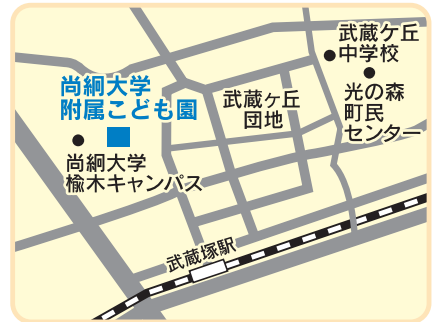 武蔵ケ丘
中学校
尚絅大学
附属こども園
武蔵ヶ丘
団地
光の森
町民
センター
尚絅大学
楡木キャンパス
武蔵塚駅